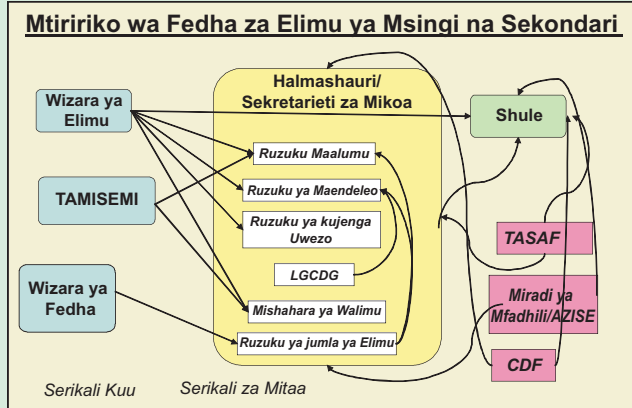 Mtiririko wa Fedha za Elimu ya Msingi na Sekondari
Halmashauri/
Sekretarieti za Mikoa
Wizara ya
Elimu
Shule
Ruzuku Maalumu
TAMISEMI
Ruzuku ya Maendeleo
Ruzuku ya kujenga
Uwezo
TASAF
LGCDG
Wizara ya
Fedha
Miradi ya
Mfadhili/AZISE
Mishahara ya Walimu
Ruzuku ya jumla ya Elimu
CDF
Serikali Kuu
Serikali za Mitaa